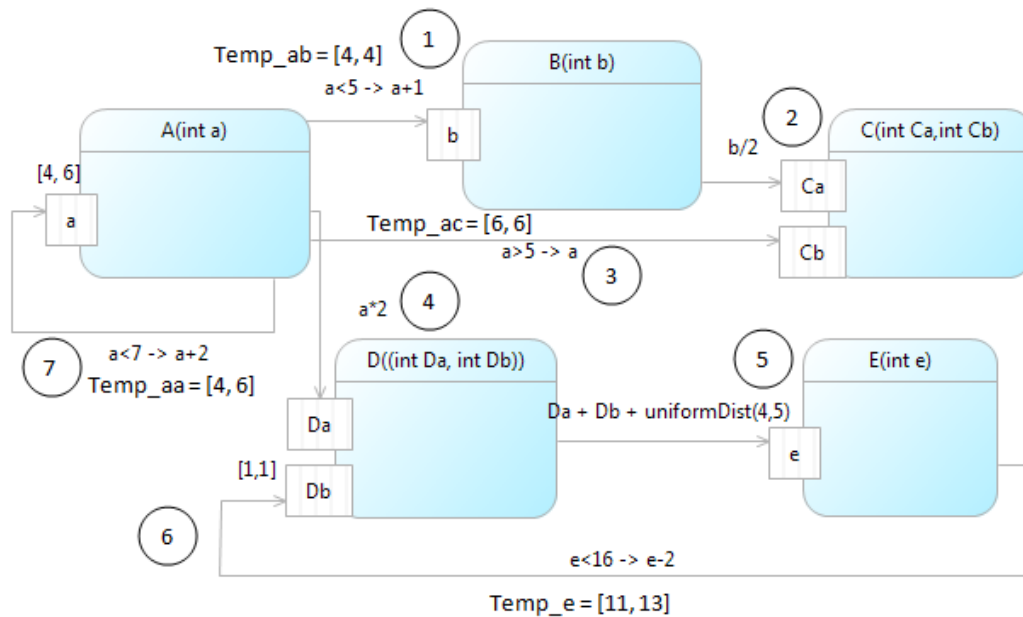 1
Temp_ab = [4, 4]
B(int b)
a<5 -> a+1
2
A(int a)
b
C(int Ca,int Cb)
b/2
[4, 6]
Ca
a
Temp_ac = [6, 6]
a>5 -> a
Cb
3
4
a*2
7
a<7 -> a+2
Temp_aa = [4, 6]
D((int Da, int Db))
5
E(int e)
Da
Da + Db + uniformDist(4,5)
e
[1,1]
Db
6
e<16 -> e-2
Temp_e = [11, 13]